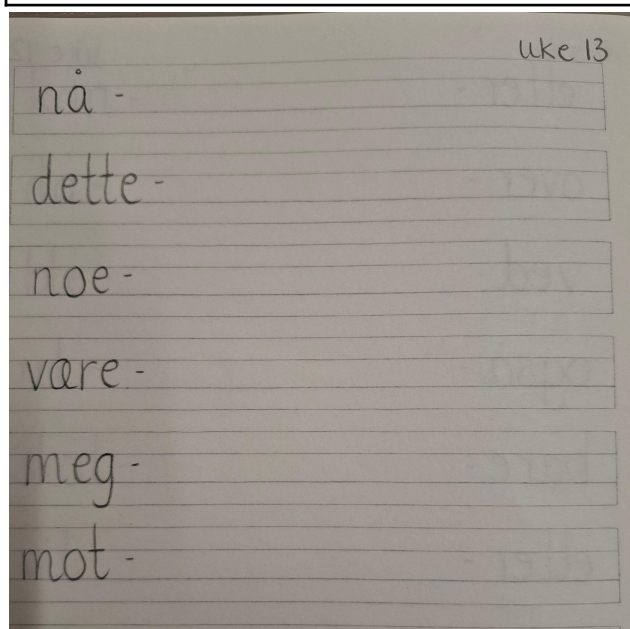 uke 13
nå -
dette -
noe -
være -
meg -
mot -